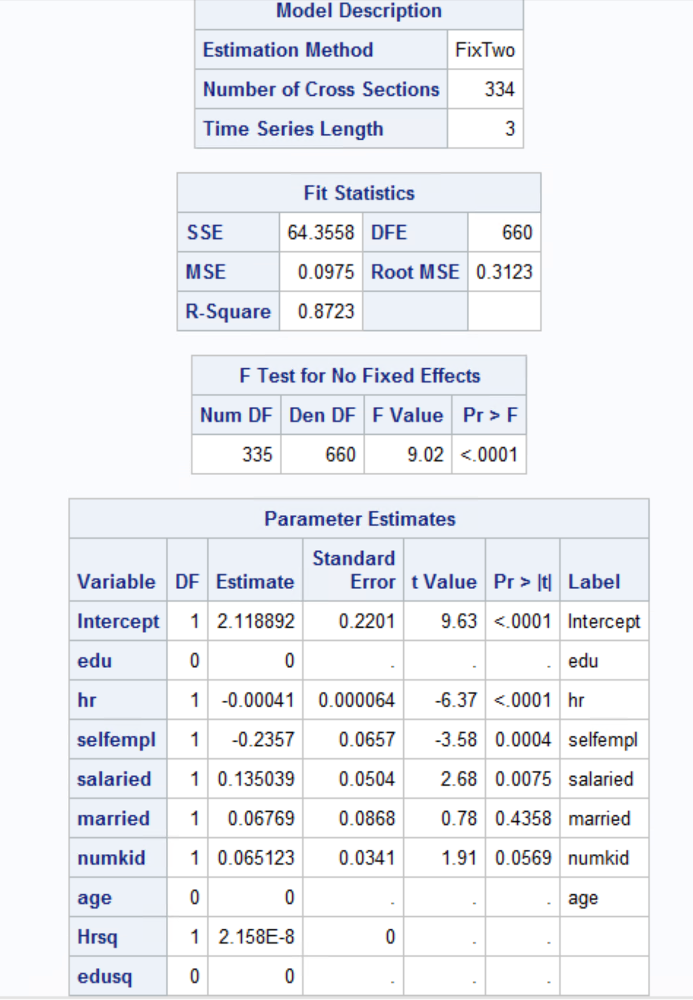 Model Description
Estimation Method FixTwo
Number of Cross Sections 334
Time Series Length 3
Fit Statistics
SSE 64.3558 DFE 660
MSE 0.0975 Root MSE 0.3123
R-Square 0.8723
F Test for No Fixed Effects
Num DF Den DF F Value Pr > F
335 660 9.02 <.0001
Parameter Estimates
Variable DF Estimate Standard Error t Value Pr > |t| Label
Intercept 1 2.118892 0.2201 9.63 <.0001 Intercept
edu 0 0 . . . edu
hr 1 -0.00041 0.000064 -6.37 <.0001 hr
selfempl 1 -0.2357 0.0657 -3.58 0.0004 selfempl
salaried 1 0.135039 0.0504 2.68 0.0075 salaried
married 1 0.06769 0.0868 0.78 0.4358 married
numkid 1 0.065123 0.0341 1.91 0.0569 numkid
age 0 0 . . . age
Hrsq 1 2.158E-8 0 . .
edusq 0 0 . . .